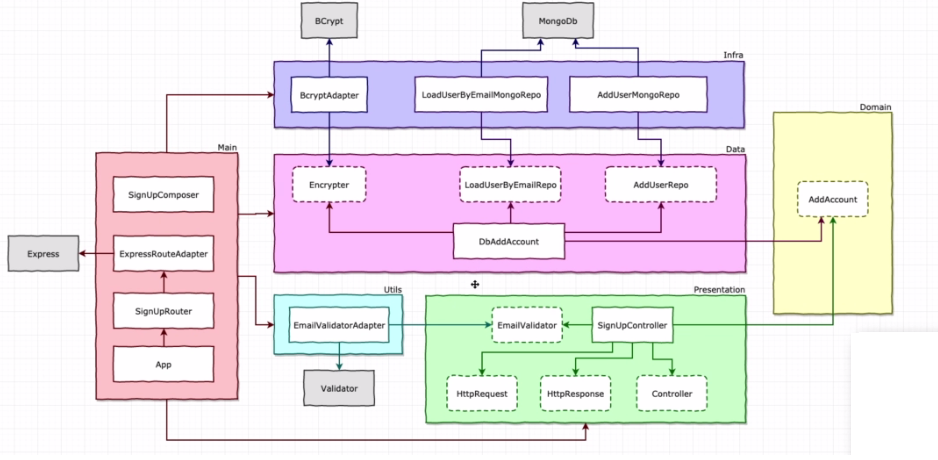 BCrypt
MongoDb
Infra
BcryptAdapter
LoadUserByEmailMongoRepo
AddUserMongoRepo
Domain
Main
Data
SignUpComposer
Encrypter
LoadUserByEmailRepo
AddUserRepo
AddAccount
Express
ExpressRouteAdapter
DbAddAccount
Utils
Presentation
SignUpRouter
EmailValidatorAdapter
EmailValidator
SignUpController
App
Validator
HttpRequest
HttpResponse
Controller